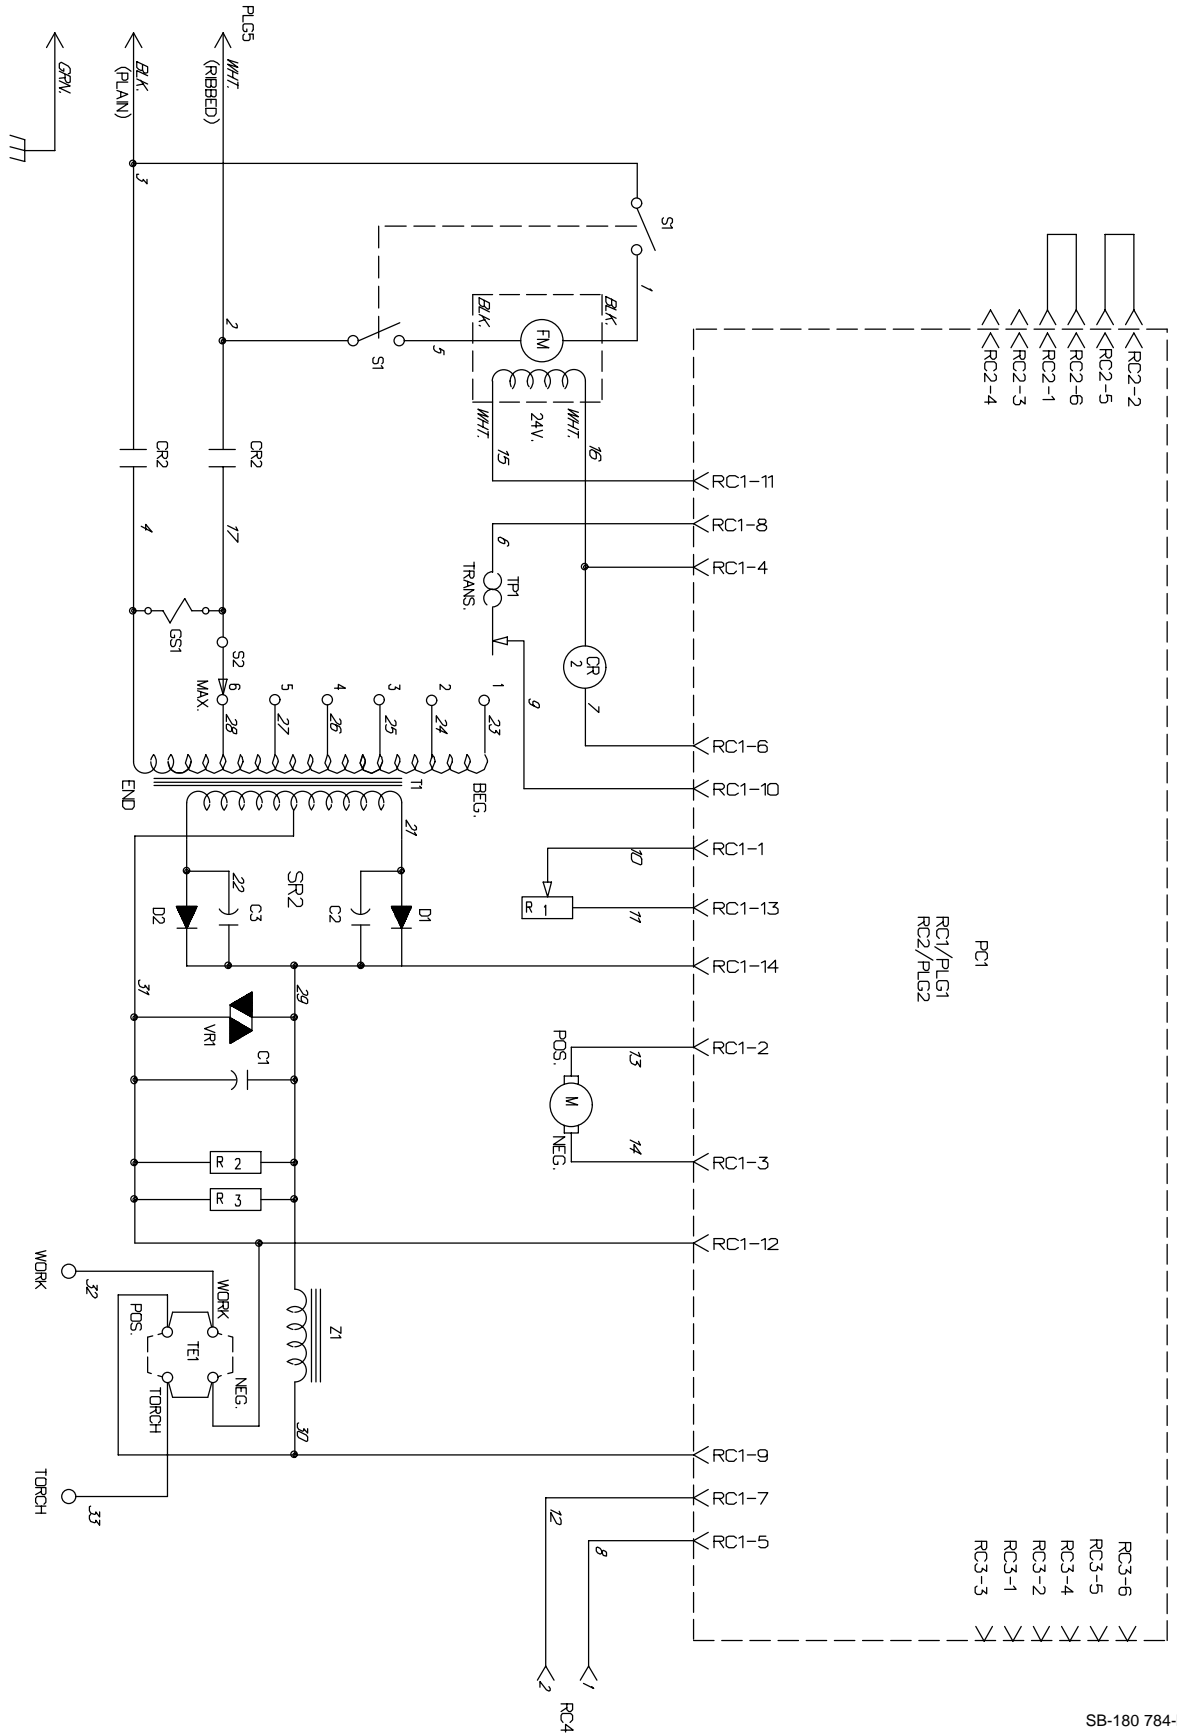 PLG5
WHT.
(RIBBED)
BLK.
(PLAIN)
GRN.
3
S1
1
2
S1
5
BLK.
BLK.
FM
WHT.
24V.
WHT.
15
16
CR2
CR2
4
17
GS1
S2
6
TRANS.
TP1
9
CR
2
7
6
MAX.
5
4
3
2
1
28
27
26
25
24
23
END
T1
BEG.
21
22
SR2
D2
C3
C2
D1
10
11
R 1
31
29
VR1
C1
R 2
R 3
POS.
13
M
NEG.
14
WORK
32
WORK
POS.
TE1
NEG.
TORCH
TORCH
33
Z1
30
12
8
2
1
RC4
RC2-4
RC2-3
RC2-1
RC2-6
RC2-5
RC2-2
RC1-11
RC1-8
RC1-4
RC1-6
RC1-10
RC1-1
RC1-13
RC1-14
RC1-2
RC1-3
RC1-12
RC1-9
RC1-7
RC1-5
PC1
RC1/PLG1
RC2/PLG2
RC3-6
RC3-5
RC3-4
RC3-2
RC3-1
RC3-3
SB-180 784-